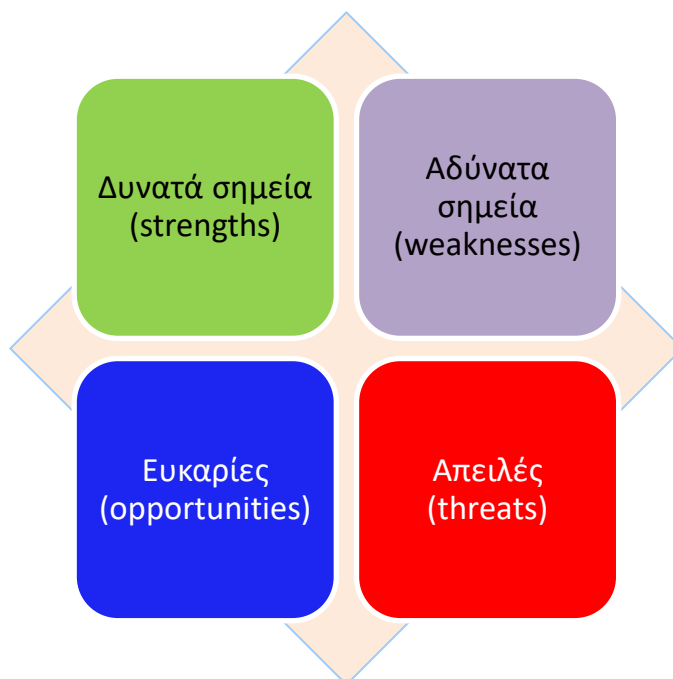 Δυνατά σημεία
(strengths)
Αδύνατα
σημεία
(weaknesses)
Ευκαρίες
(opportunities)
Απειλές
(threats)